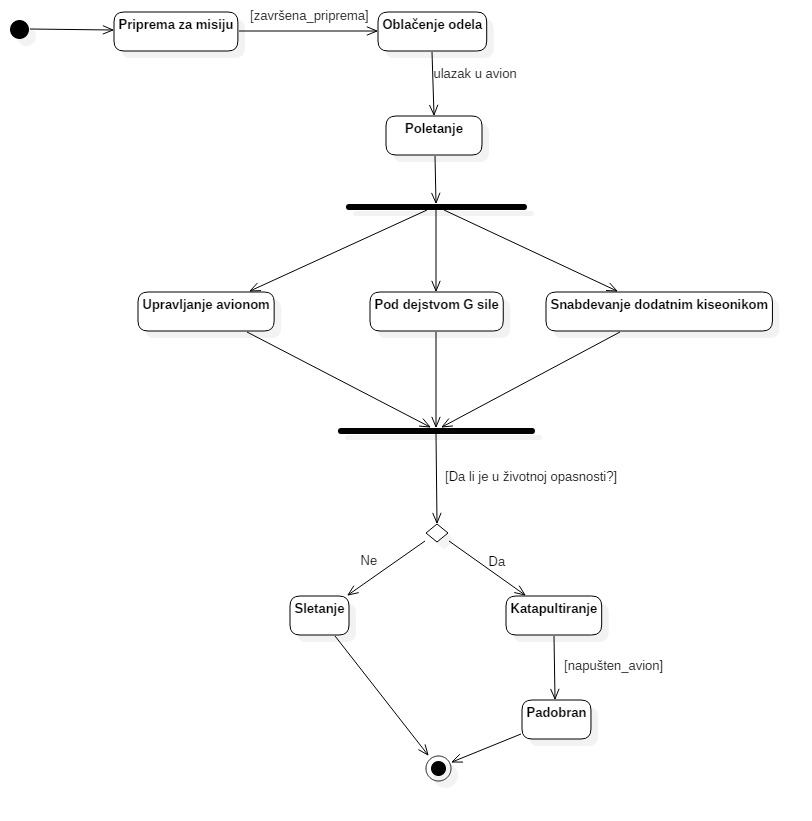 Priprema za misiju
[završena_priprema]
Oblačenje odela
ulazak u avion
Poletanje
Upravljanje avionom
Pod dejstvom G sile
Snabdevanje dodatnim kiseonikom
[Da li je u životnoj opasnosti?]
Ne
Da
Sletanje
Katapultiranje
[napušten_avion]
Padobran